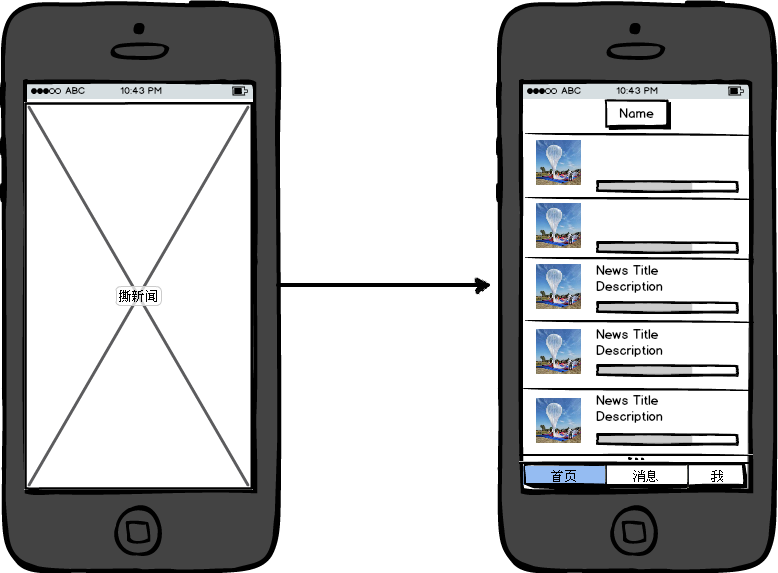 ABC 10:43 PM
撕新闻
ABC 10:43 PM
Name
News Title
Description
News Title
Description
News Title
Description
首页 消息 我